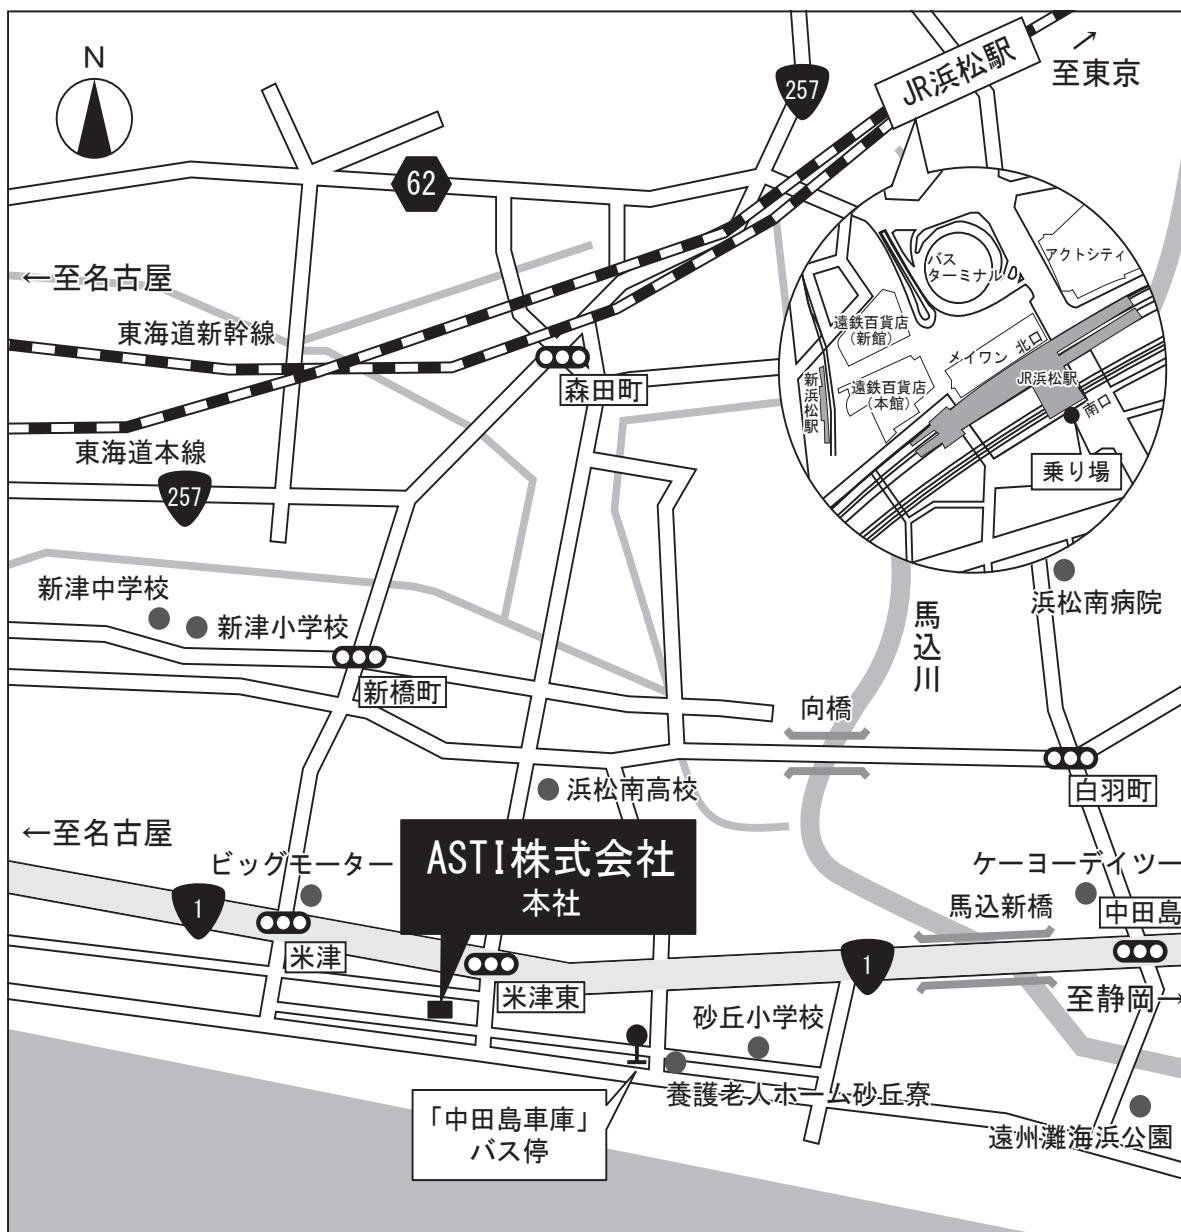 N
257
JR浜松駅
至東京
62
←至名古屋
東海道新幹線
東海道本線
257
森田町
バス
ターミナル
アクトシティ
遠鉄百貨店
(新館)
メイワン
北口
JR浜松駅
新浜松駅
遠鉄百貨店
(本館)
南口
乗り場
新津中学校
新津小学校
新橋町
浜松南病院
馬込川
向橋
白羽町
浜松南高校
←至名古屋
ビッグモーター
ASTI株式会社
本社
ケーヨーデイツー
馬込新橋
中田島
1
米津
米津東
1
至静岡→
砂丘小学校
養護老人ホーム砂丘寮
「中田島車庫」
バス停
遠州灘海浜公園